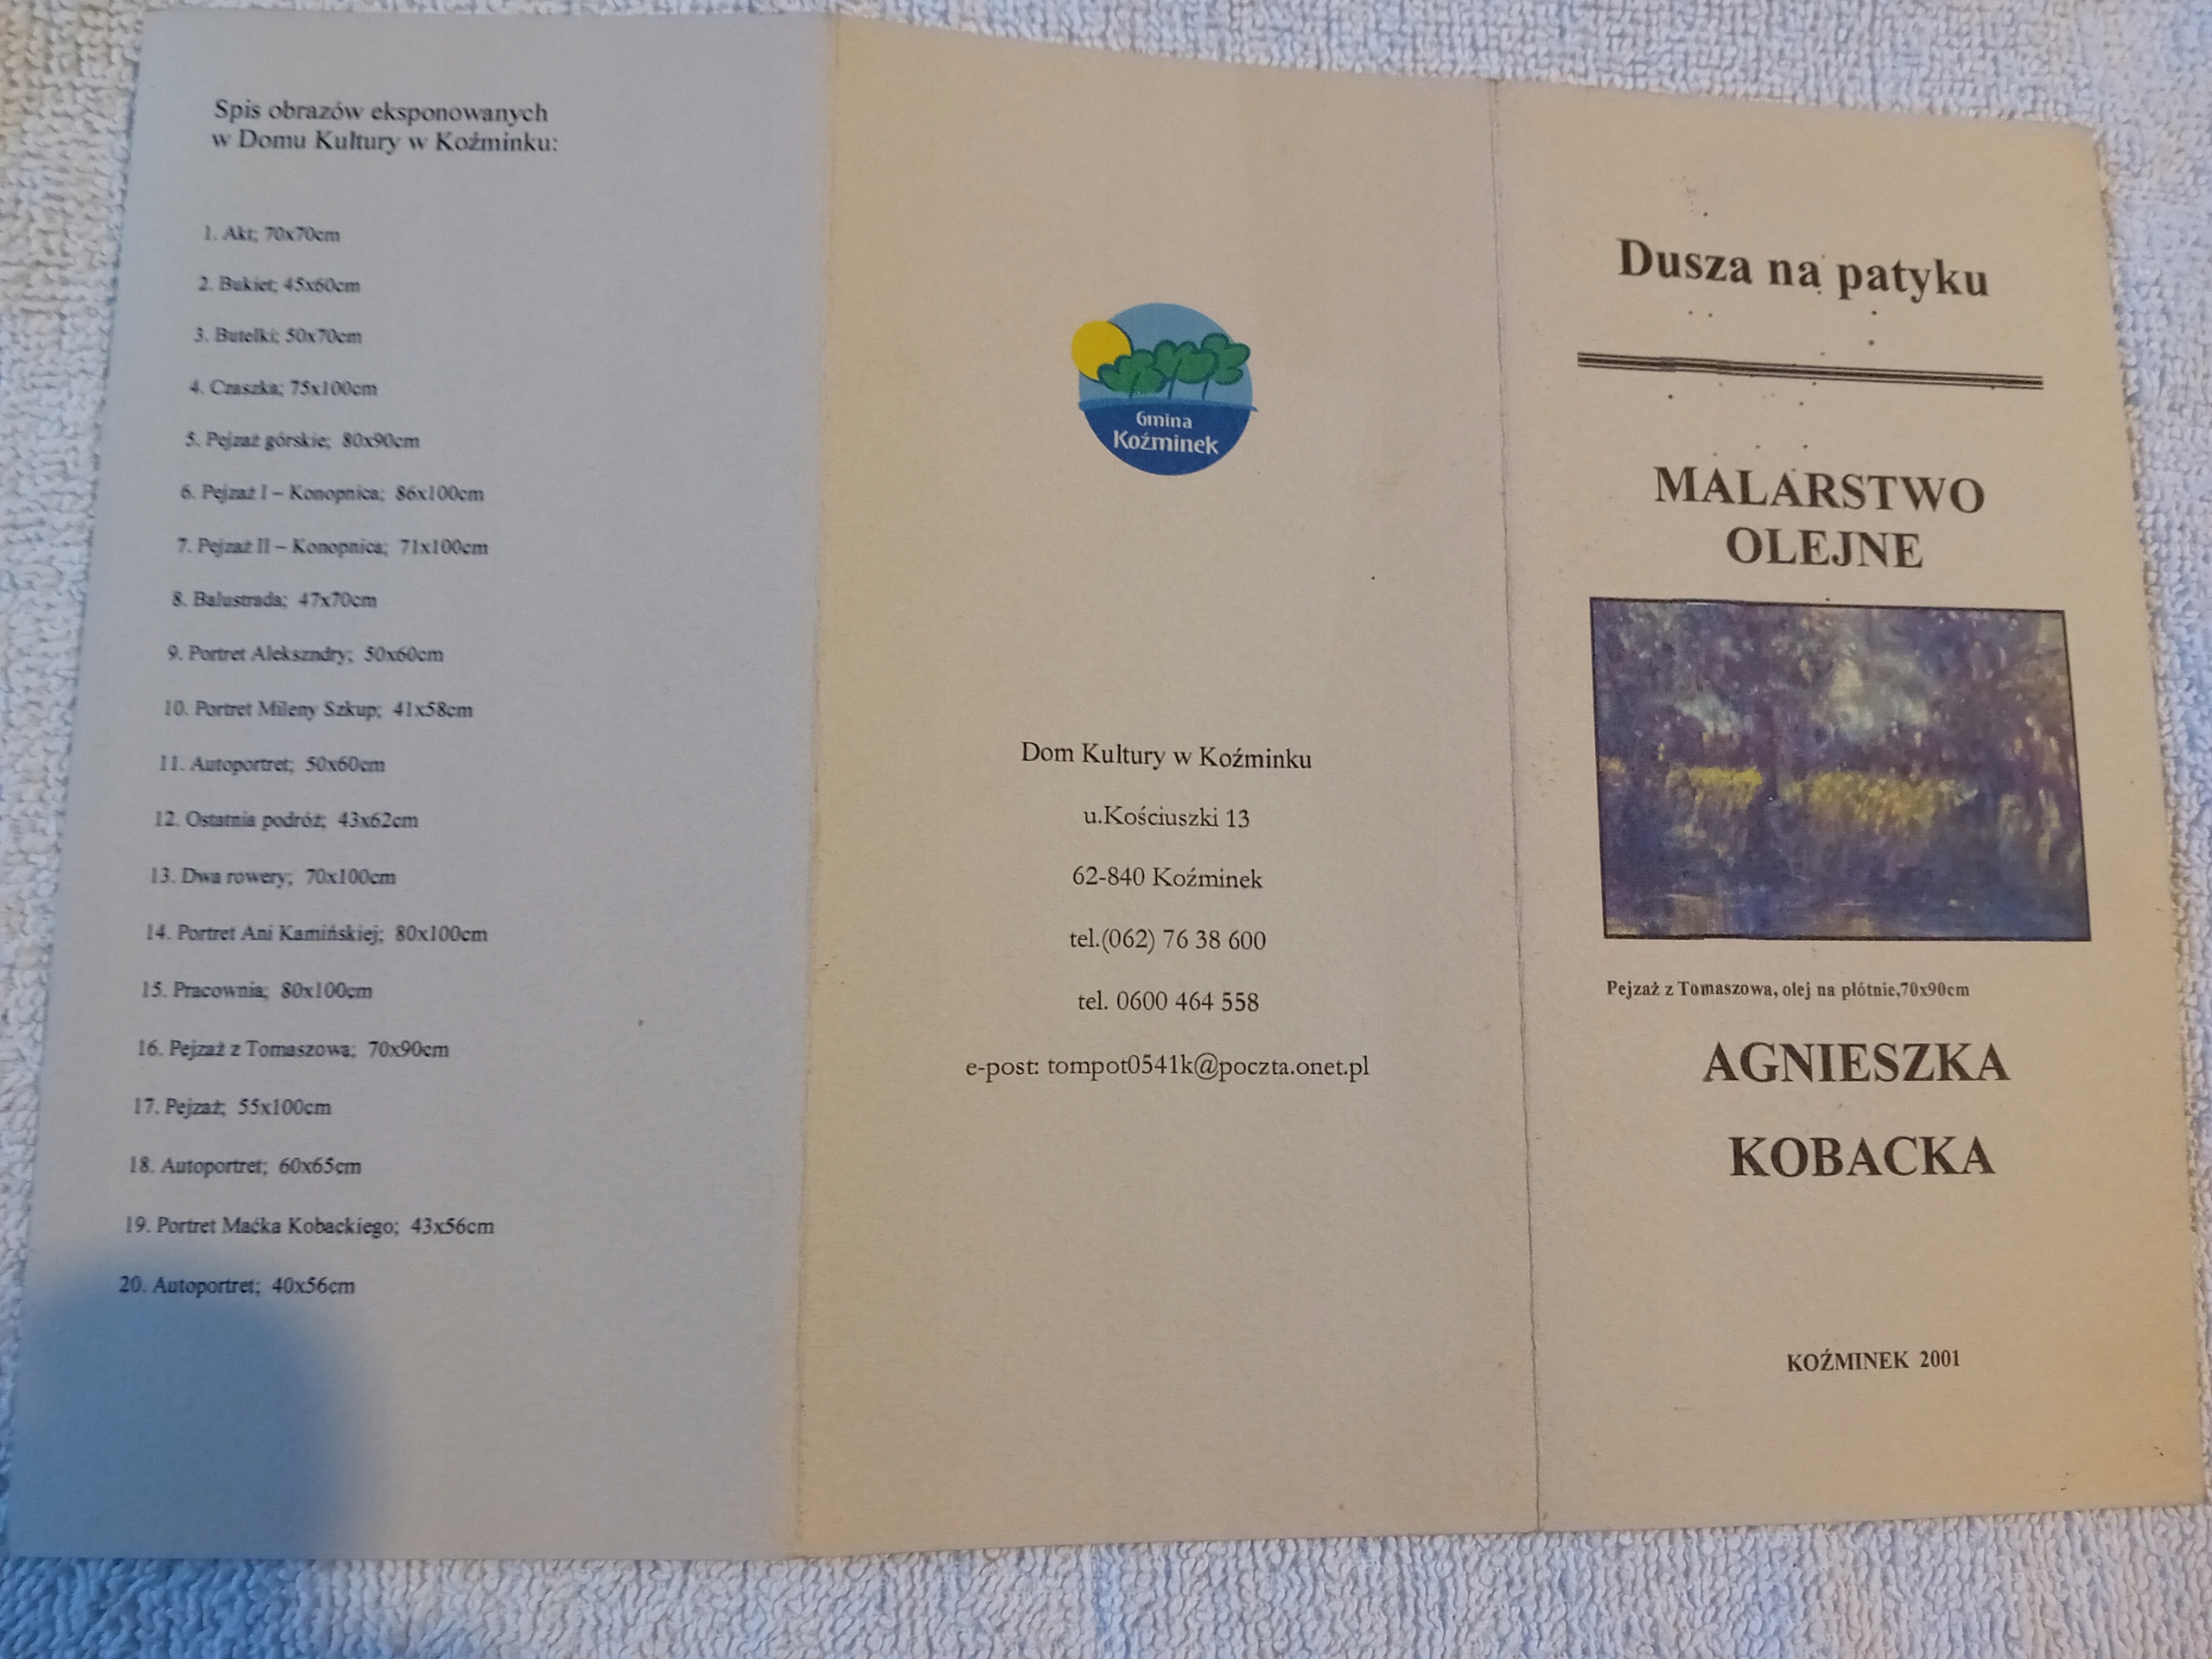 Spis obrazów eksponowanych
w Domu Kultury w Koźminku:
1. Akt; 70x70cm
2. Bukiet; 45x60cm
3. Butelki; 50x70cm
4. Czaszka; 75x100cm
5. Pejzaż górskie; 80x90cm
6. Pejzaż I – Konopnica; 86x100cm
7. Pejzaż II – Konopnica; 71x100cm
8. Balustrada; 47x70cm
9. Portret Alekszndry; 50x60cm
10. Portret Mileny Szkup; 41x58cm
11. Autoportret; 50x60cm
12. Ostatnia podróż; 43x62cm
13. Dwa rowery; 70x100cm
14. Portret Ani Kamińskiej; 80x100cm
15. Pracownia; 80x100cm
16. Pejzaż z Tomaszowa; 70x90cm
17. Pejzaż; 55x100cm
18. Autoportret; 60x65cm
19. Portret Maćka Kobackiego; 43x56cm
20. Autoportret; 40x56cm
Gmina
Koźminek
Dom Kultury w Koźminku
u.Kościuszki 13
62-840 Koźminek
tel.(062) 76 38 600
tel. 0600 464 558
e-post: tompot0541k@poczta.onet.pl
Dusza na patyku
MALARSTWO
OLEJNE
Pejzaż z Tomaszowa, olej na płótnie,70x90cm
AGNIESZKA
KOBACKA
KOŹMINEK 2001